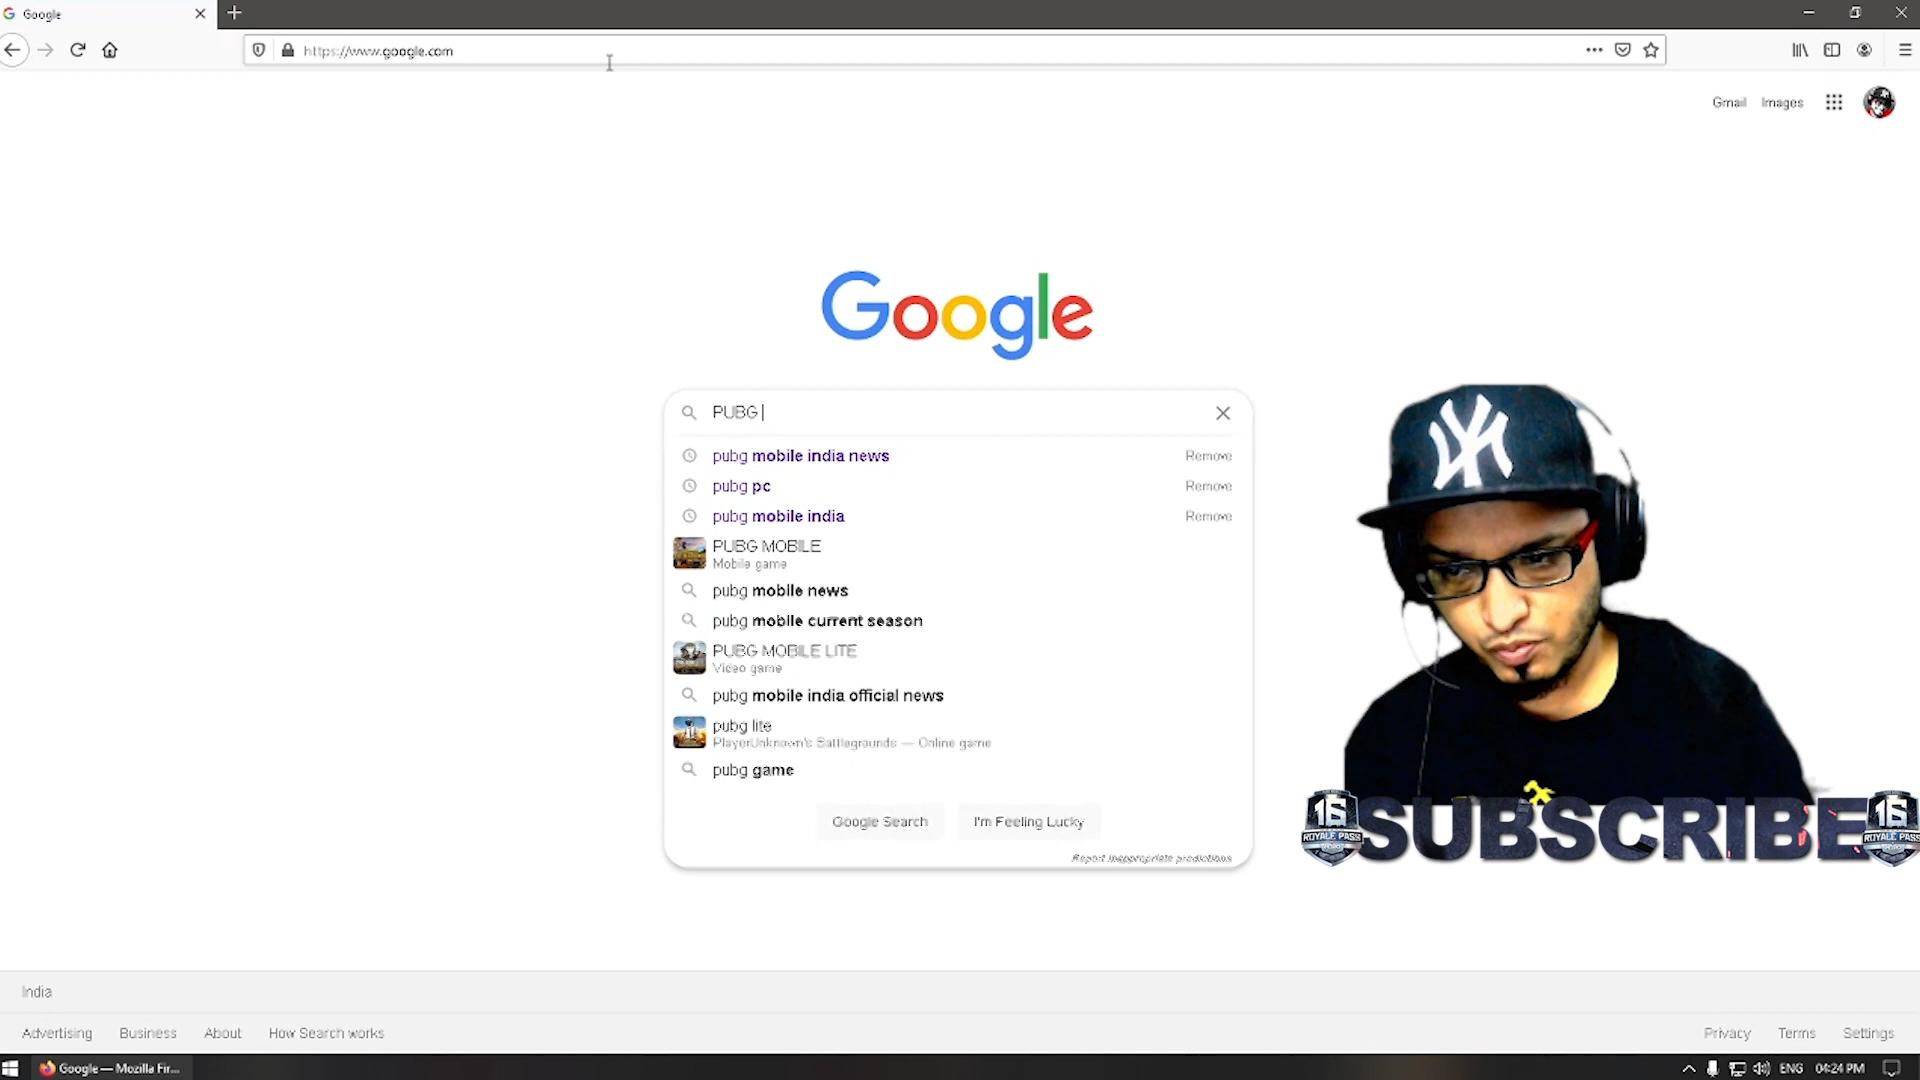 Google
https://www.google.com
Gmail Images
Google
PUBG
pubg mobile india news Remove
pubg pc Remove
pubg mobile india Remove
PUBG MOBILE
Mobile game
pubg mobile news
pubg mobile current season
PUBG MOBILE LITE
Video game
pubg mobile india official news
pubg lite
PlayerUnknown's Battlegrounds — Online game
pubg game
Google Search I'm Feeling Lucky
Report inappropriate predictions
NY
16 ROYALE PASS SUBSCRIBE 16 ROYALE PASS
India
Advertising Business About How Search works Privacy Terms Settings
Google — Mozilla Fir... ENG 04:24 PM